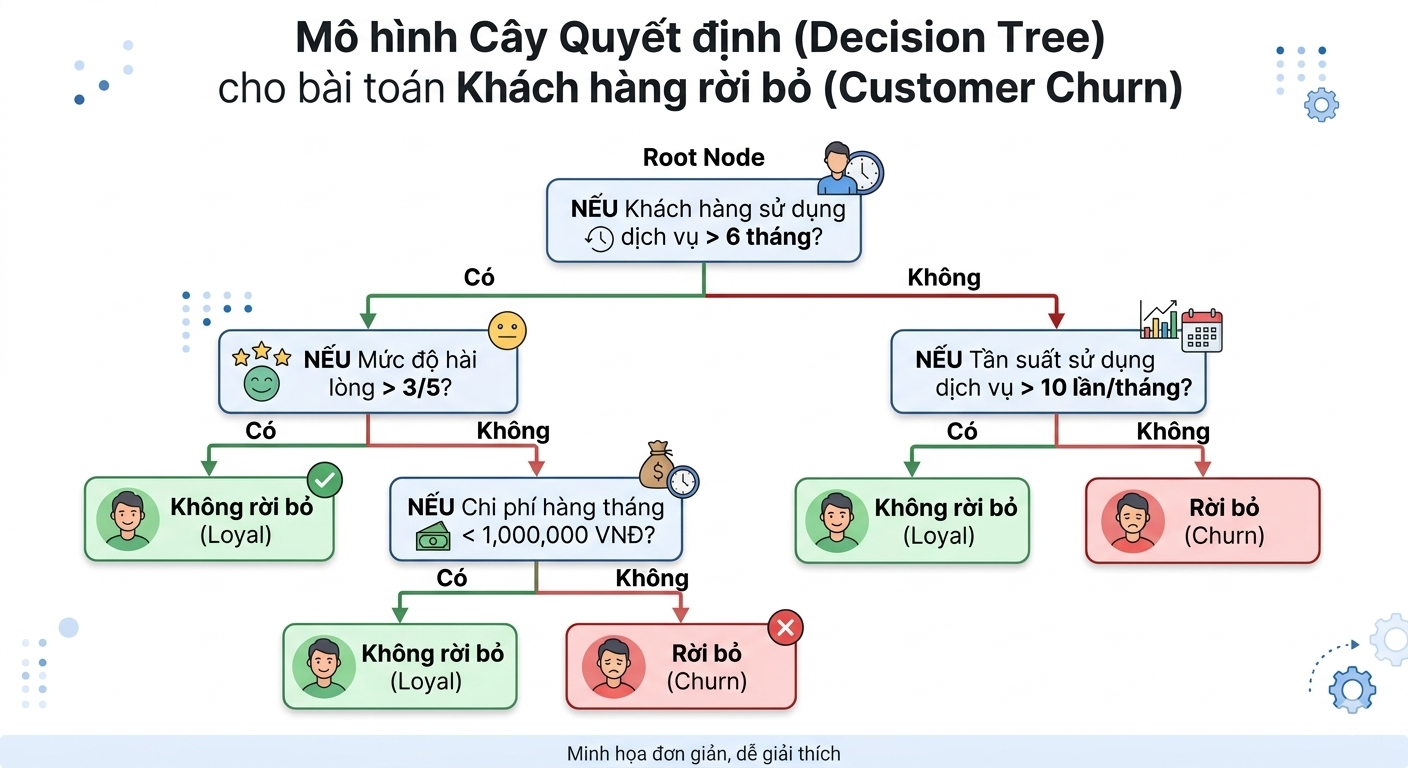 Mô hình Cây Quyết định (Decision Tree)
cho bài toán Khách hàng rời bỏ (Customer Churn)
Root Node
NẾU Khách hàng sử dụng
dịch vụ > 6 tháng?
Có
Không
NẾU Mức độ hài
lòng > 3/5?
NẾU Tần suất sử dụng
dịch vụ > 10 lần/tháng?
Có
Không
Có
Không
Không rời bỏ
(Loyal)
NẾU Chi phí hàng tháng
$
< 1,000,000 VNĐ?
Không rời bỏ
(Loyal)
Rời bỏ
(Churn)
Có
Không
Không rời bỏ
(Loyal)
Rời bỏ
(Churn)
Minh họa đơn giản, dễ giải thích